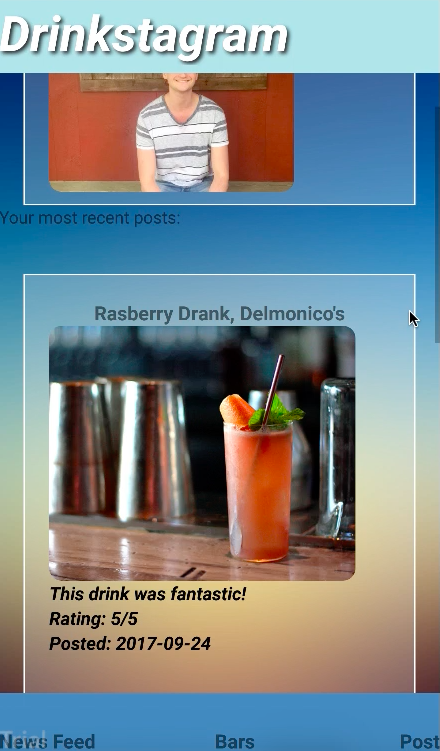 Drinkstagram
Your most recent posts:
Rasberry Drank, Delmonico's
This drink was fantastic!
Rating: 5/5
Posted: 2017-09-24
Trial
News Feed Bars Post